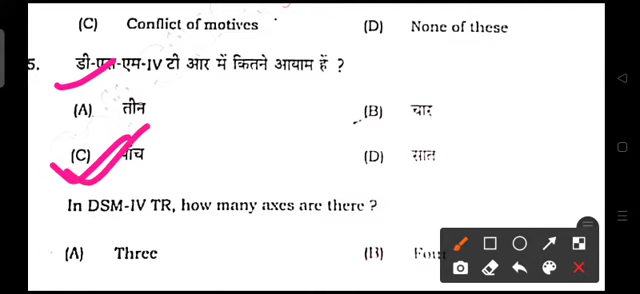 (C) Conflict of motives (D) None of these
5. डी-एस-एम-IV टी आर में कितने आयाम हैं ?
(A) तीन (B) चार
(C) पाँच (D) सात
In DSM-IV TR, how many axes are there ?
(A) Three (B) Four